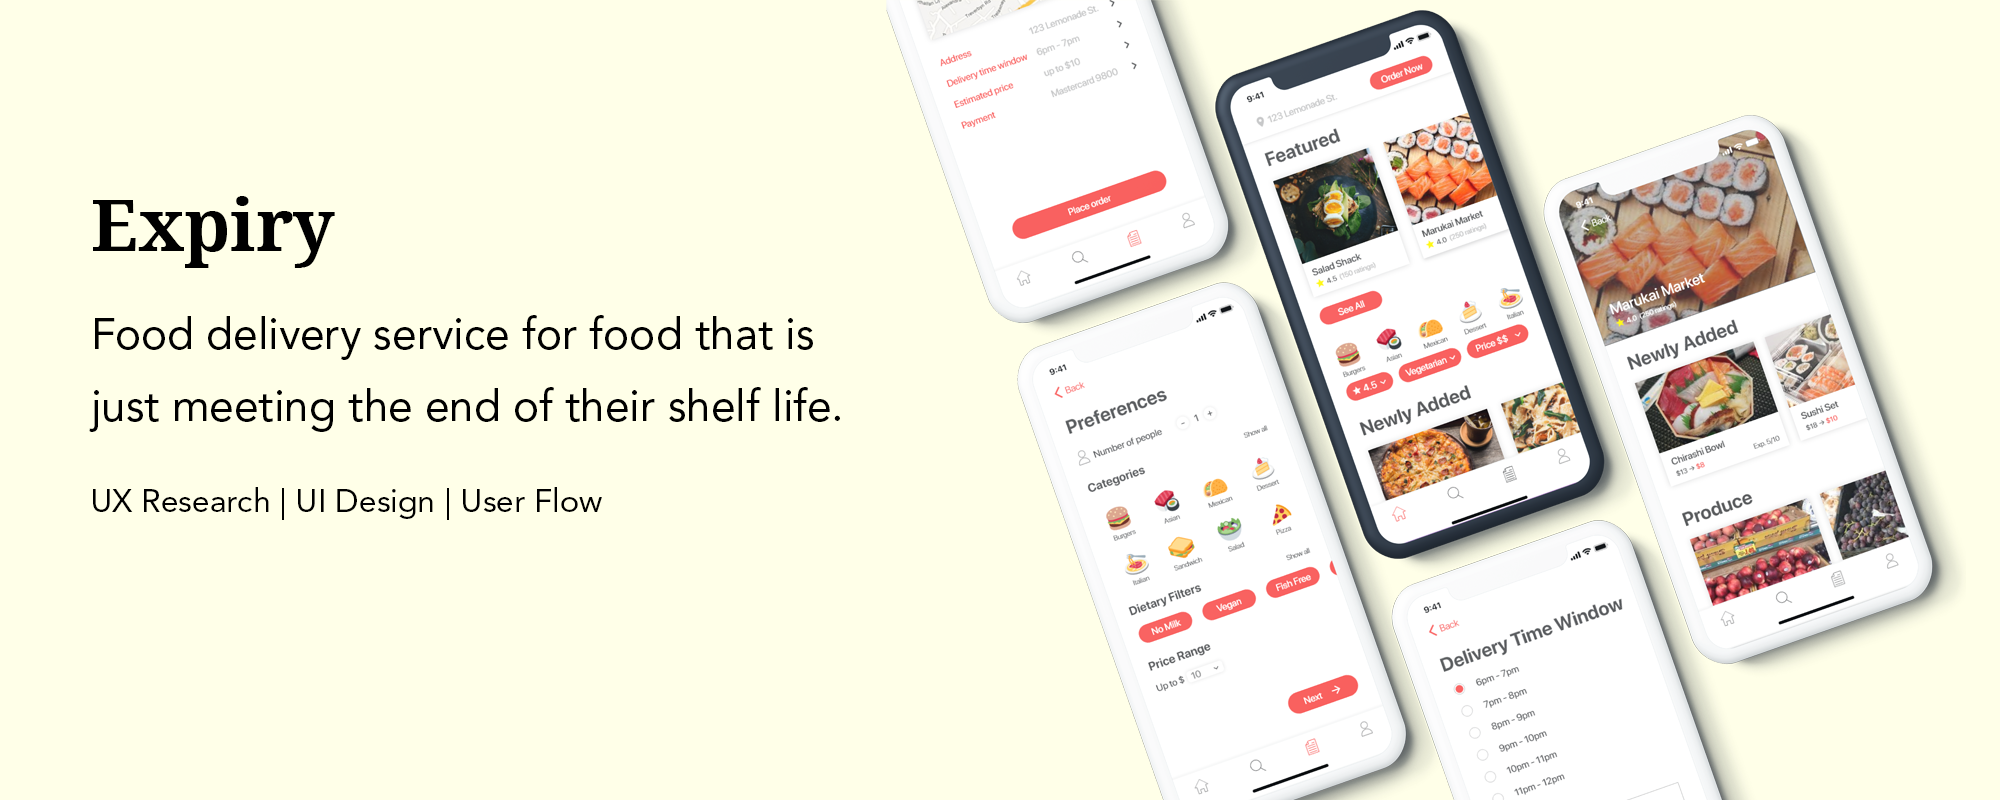 Expiry
Food delivery service for food that is
just meeting the end of their shelf life.
UX Research | UI Design | User Flow
Address
123 Lemonade St.
Delivery time window
6pm - 7pm
Estimated price
up to $10
Payment
Mastercard 9800
Place order
9:41
Back
Preferences
Number of people
- 1 +
Show all
Categories
Burgers
Asian
Mexican
Dessert
Italian
Sandwich
Salad
Pizza
Show all
Dietary Filters
No Milk
Vegan
Fish Free
Price Range
Up to $ 10
Next
9:41
123 Lemonade St.
Order Now
Featured
Salad Shack
4.5 (150 ratings)
Marukai Market
4.0 (250 ratings)
See All
Burgers
Asian
Mexican
Dessert
Italian
4.5
Vegetarian
Price $$
Newly Added
9:41
Back
Delivery Time Window
6pm - 7pm
7pm - 8pm
8pm - 9pm
9pm - 10pm
10pm - 11pm
11pm - 12pm
9:41
Back
Marukai Market
4.0 (250 ratings)
Newly Added
Chirashi Bowl
$13 → $8
Exp. 5/10
Sushi Set
$18 → $10
Produce